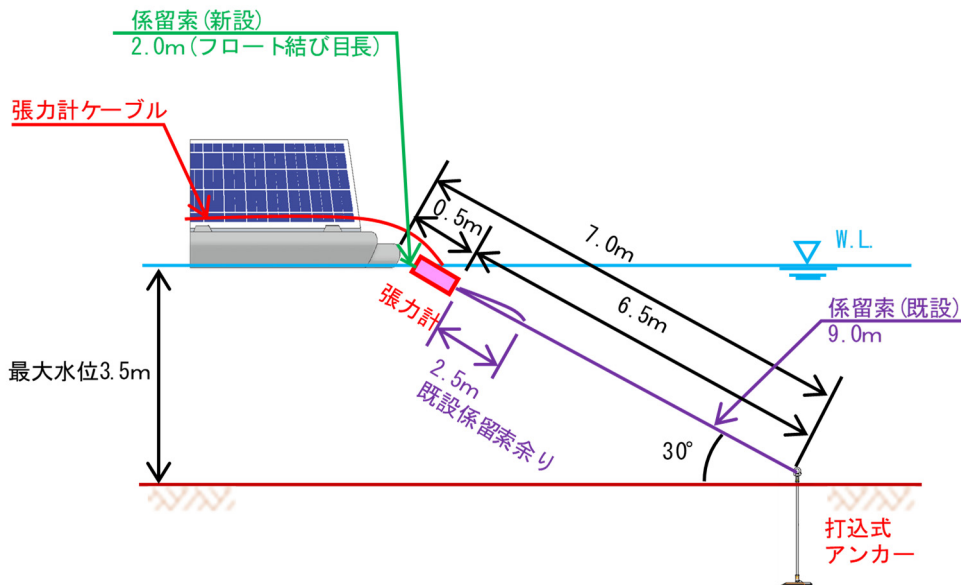 係留索(新設)
2.0m(フロート結び目長)
張力計ケーブル
0.5m
7.0m
W.L.
6.5m
張力計
係留索(既設)
9.0m
最大水位3.5m
2.5m
既設係留索余り
30°
打込式
アンカー